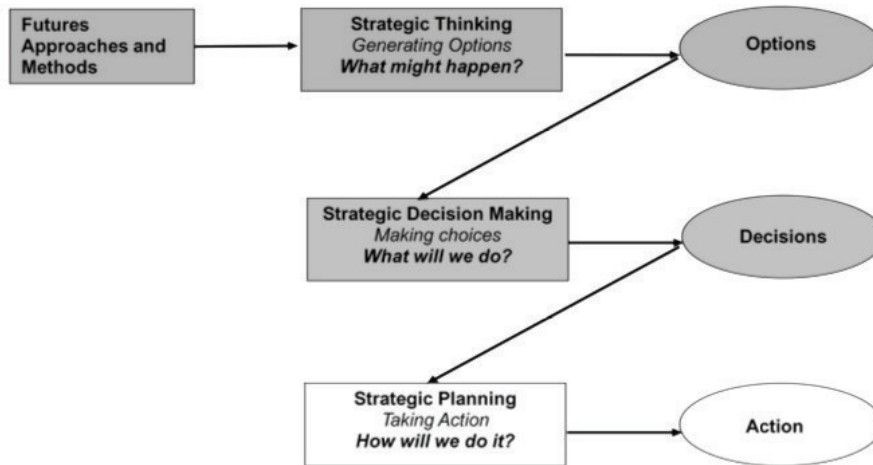 Futures
Approaches and
Methods
Strategic Thinking
Generating Options
What might happen?
Options
Strategic Decision Making
Making choices
What will we do?
Decisions
Strategic Planning
Taking Action
How will we do it?
Action